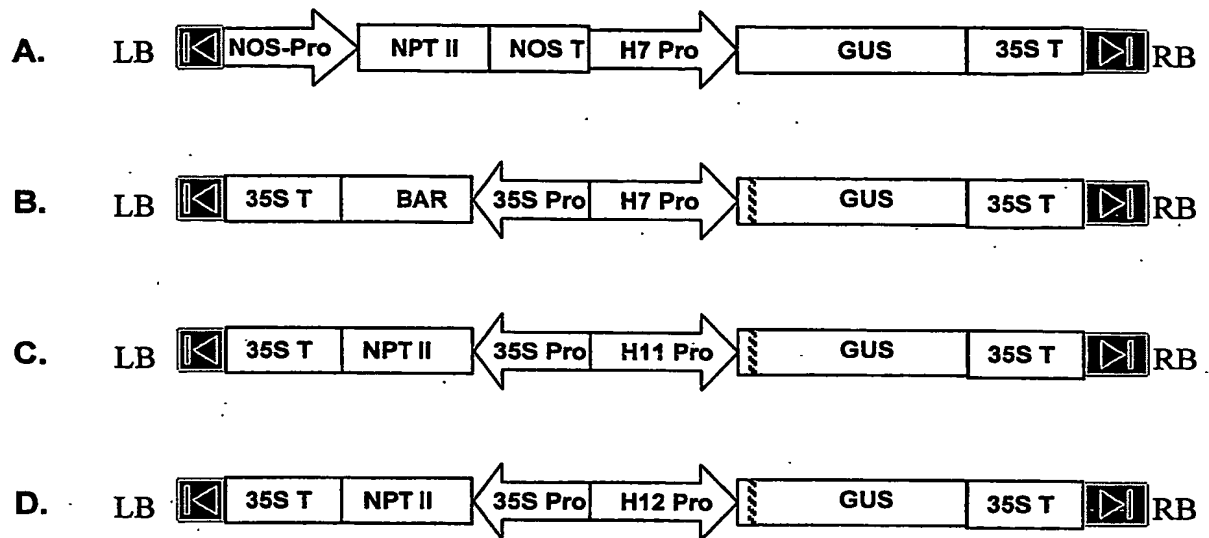 A. LB NOS-Pro NPT II NOS T H7 Pro GUS 35S T RB
B. LB 35S T BAR 35S Pro H7 Pro GUS 35S T RB
C. LB 35S T NPT II 35S Pro H11 Pro GUS 35S T RB
D. LB 35S T NPT II 35S Pro H12 Pro GUS 35S T RB